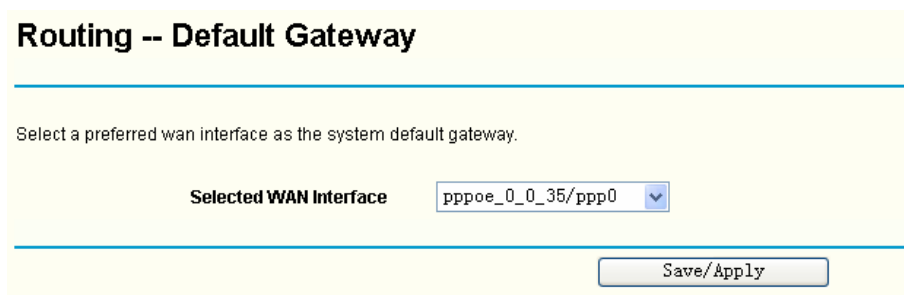 Routing -- Default Gateway
Select a preferred wan interface as the system default gateway.
Selected WAN Interface pppoe_0_0_35/ppp0
Save/Apply